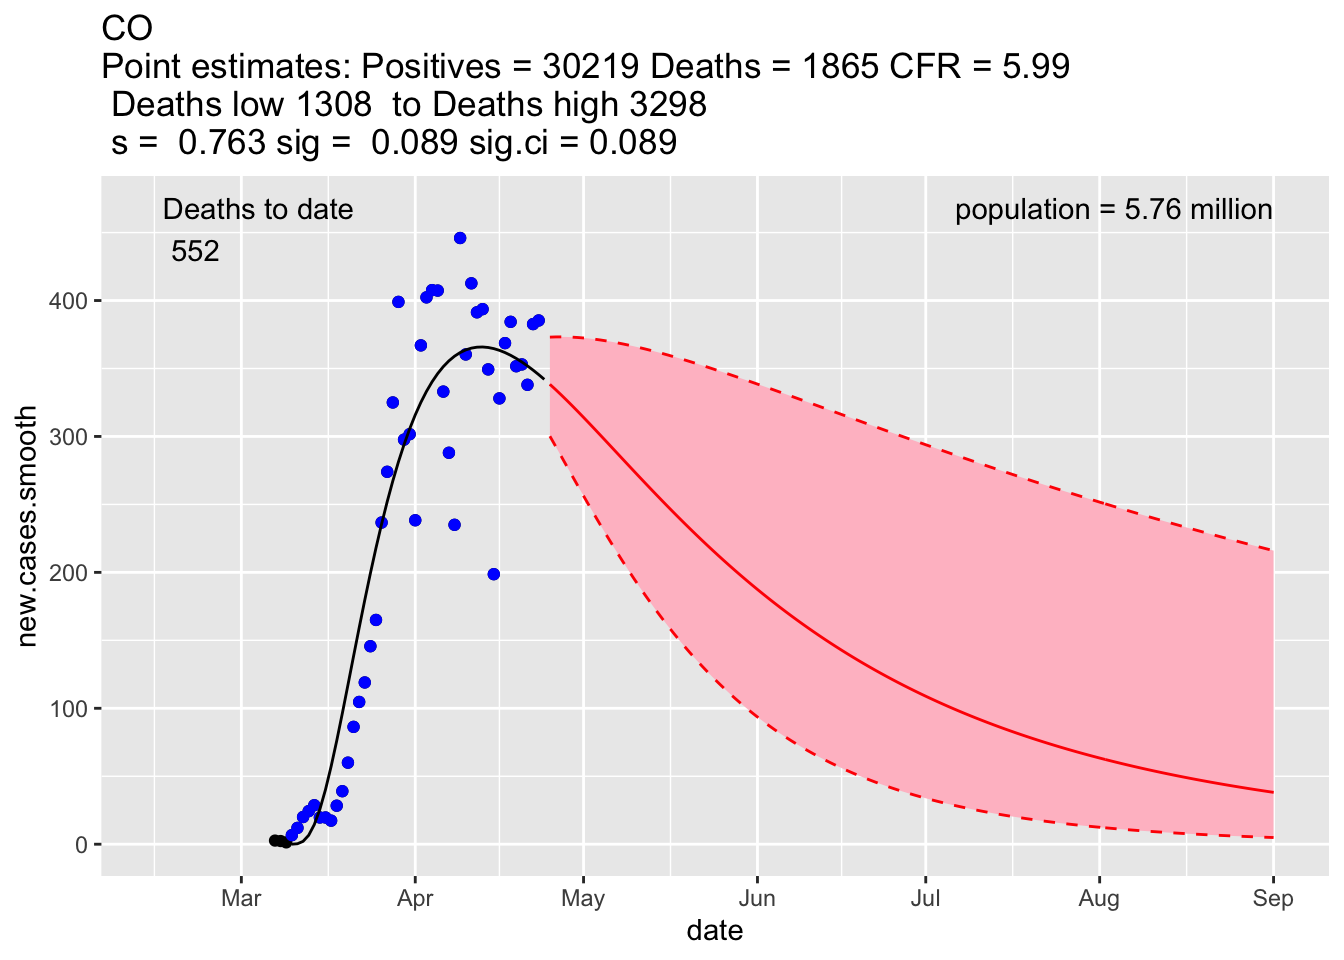 CO
Point estimates: Positives = 30219 Deaths = 1865 CFR = 5.99
Deaths low 1308  to Deaths high 3298
s =  0.763 sig =  0.089 sig.ci = 0.089
Deaths to date
552
population = 5.76 million
new.cases.smooth
400
300
200
100
0
Mar Apr May Jun Jul Aug Sep
date